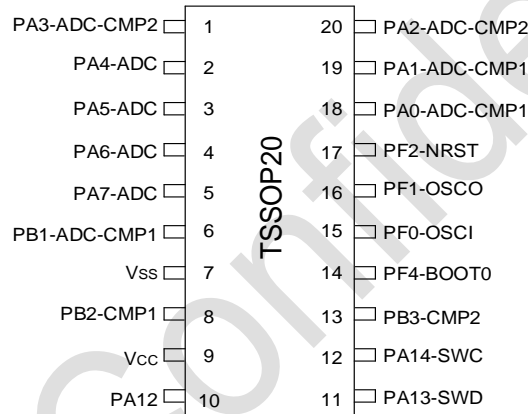 PA3-ADC-CMP2 1 20 PA2-ADC-CMP2
PA4-ADC 2 19 PA1-ADC-CMP1
PA5-ADC 3 18 PA0-ADC-CMP1
PA6-ADC 4 17 PF2-NRST
PA7-ADC 5 16 PF1-OSCO
PB1-ADC-CMP1 6 15 PF0-OSCI
Vss 7 14 PF4-BOOT0
PB2-CMP1 8 13 PB3-CMP2
Vcc 9 12 PA14-SWC
PA12 10 11 PA13-SWD
TSSOP20
Confide